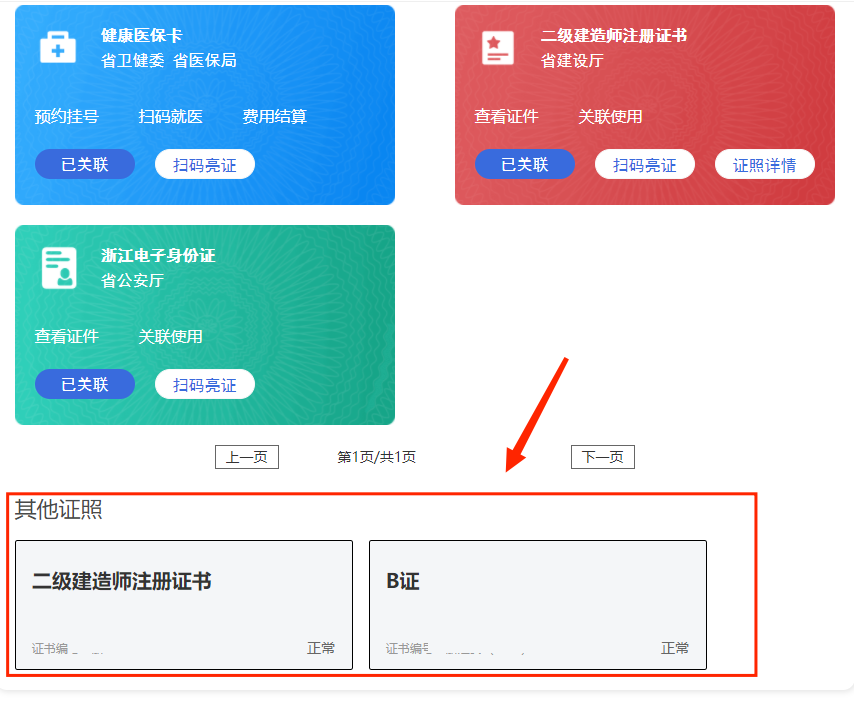 健康医保卡
省卫健委 省医保局
预约挂号 扫码就医 费用结算
已关联 扫码亮证
二级建造师注册证书
省建设厅
查看证件 关联使用
已关联 扫码亮证 证照详情
浙江电子身份证
省公安厅
查看证件 关联使用
已关联 扫码亮证
上一页 第1页/共1页 下一页
其他证照
二级建造师注册证书
证书编 正常
B证
证书编号 正常